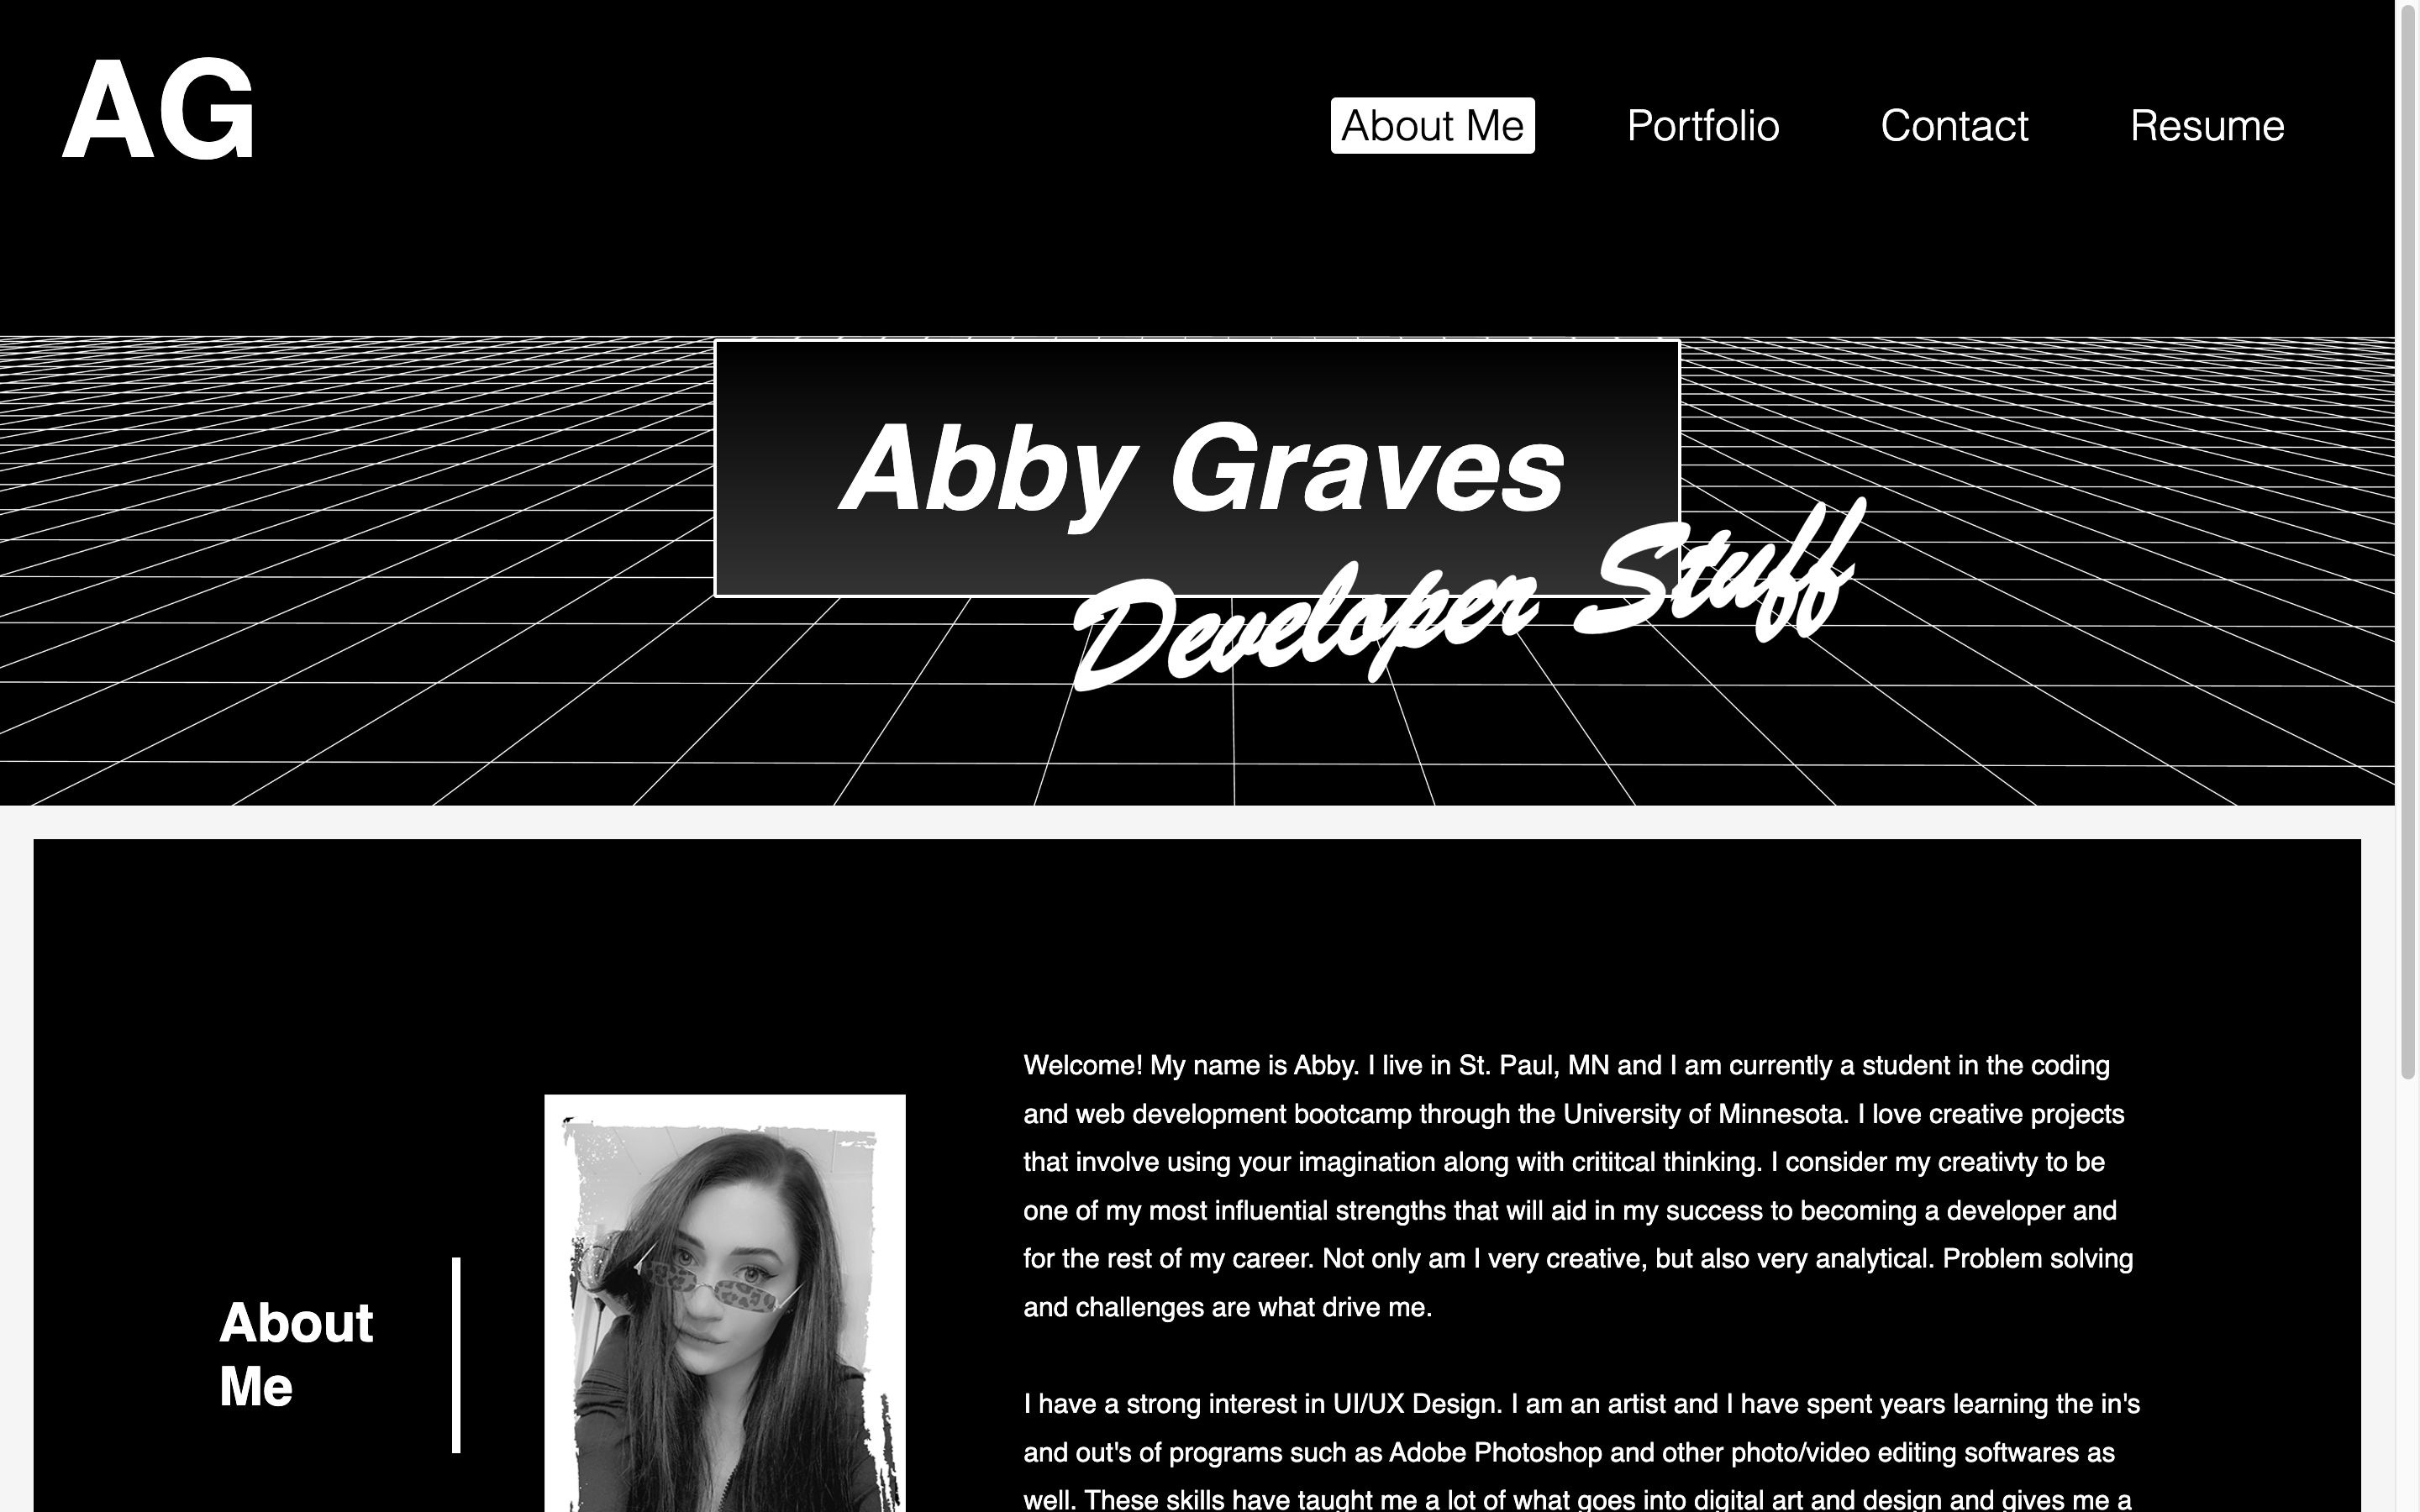 AG
About Me Portfolio Contact Resume
Abby Graves
Developer Stuff
About
Me
Welcome! My name is Abby. I live in St. Paul, MN and I am currently a student in the coding
and web development bootcamp through the University of Minnesota. I love creative projects
that involve using your imagination along with crititcal thinking. I consider my creativty to be
one of my most influential strengths that will aid in my success to becoming a developer and
for the rest of my career. Not only am I very creative, but also very analytical. Problem solving
and challenges are what drive me.
I have a strong interest in UI/UX Design. I am an artist and I have spent years learning the in's
and out's of programs such as Adobe Photoshop and other photo/video editing softwares as
well. These skills have taught me a lot of what goes into digital art and design and gives me a